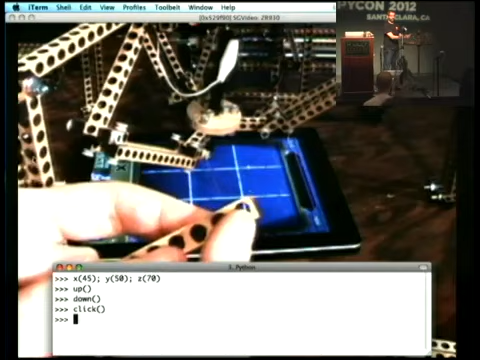 iTerm Shell Edit View Profiles Toolbelt Window Help
PYCON 2012
SANTA CLARA, CA
2. Python
>>> x(45); y(50); z(70)
>>> up()
>>> down()
>>> click()
>>>